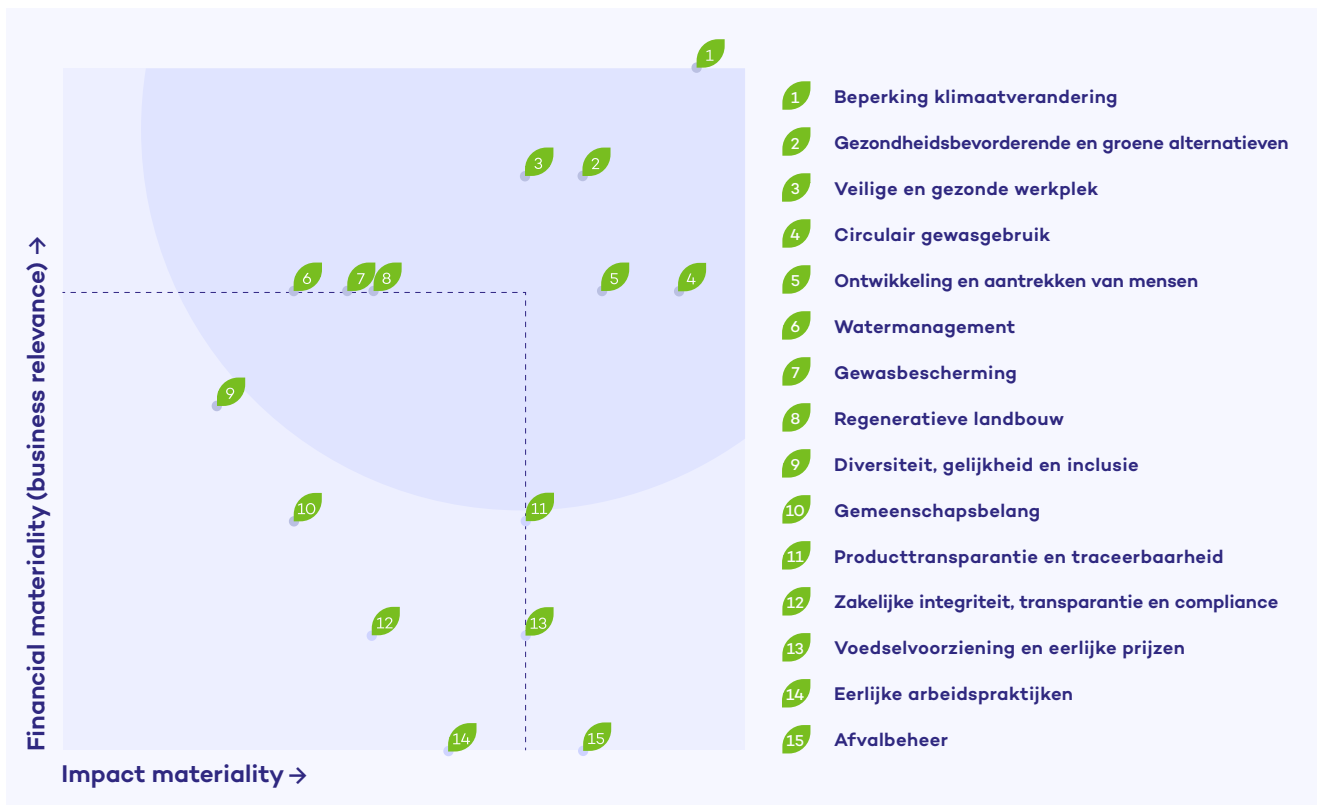 Financial materiality (business relevance) →
1
3
2
6
7
8
5
4
9
10
11
12
13
14
15
Impact materiality →
1 Beperking klimaatverandering
2 Gezondheidsbevorderende en groene alternatieven
3 Veilige en gezonde werkplek
4 Circulair gewasgebruik
5 Ontwikkeling en aantrekken van mensen
6 Watermanagement
7 Gewasbescherming
8 Regeneratieve landbouw
9 Diversiteit, gelijkheid en inclusie
10 Gemeenschapsbelang
11 Producttransparantie en traceerbaarheid
12 Zakelijke integriteit, transparantie en compliance
13 Voedselvoorziening en eerlijke prijzen
14 Eerlijke arbeidspraktijken
15 Afvalbeheer